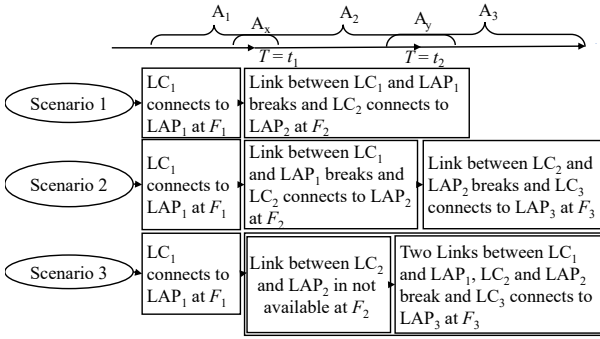 A₁
Aₓ
A₂
Aᵧ
A₃
T = t₁
T = t₂
Scenario 1
LC₁
connects to
LAP₁ at F₁
Link between LC₁ and LAP₁
breaks and LC₂ connects to
LAP₂ at F₂
Scenario 2
LC₁
connects to
LAP₁ at F₁
Link between LC₁
and LAP₁ breaks and
LC₂ connects to LAP₂
at F₂
Link between LC₂ and
LAP₂ breaks and LC₃
connects to LAP₃ at F₃
Scenario 3
LC₁
connects to
LAP₁ at F₁
Link between LC₂
and LAP₂ in not
available at F₂
Two Links between LC₁
and LAP₁, LC₂ and LAP₂
break and LC₃ connects to
LAP₃ at F₃